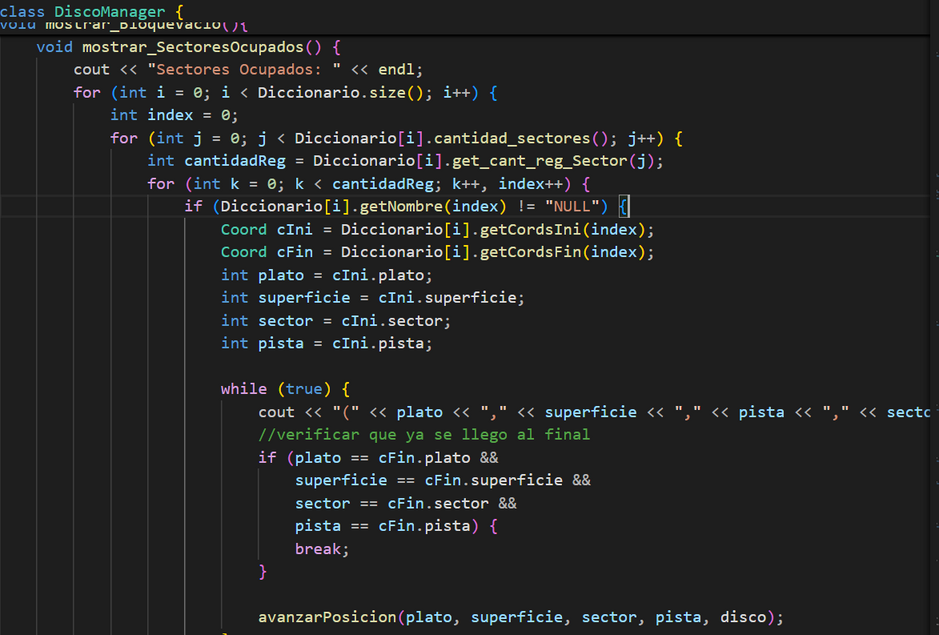 class DiscoManager {
void mostrar_Bloquevacio(){
void mostrar_SectoresOcupados() {
cout << "Sectores Ocupados: " << endl;
for (int i = 0; i < Diccionario.size(); i++) {
int index = 0;
for (int j = 0; j < Diccionario[i].cantidad_sectores(); j++) {
int cantidadReg = Diccionario[i].get_cant_reg_Sector(j);
for (int k = 0; k < cantidadReg; k++, index++) {
if (Diccionario[i].getNombre(index) != "NULL") {
Coord cIni = Diccionario[i].getCordsIni(index);
Coord cFin = Diccionario[i].getCordsFin(index);
int plato = cIni.plato;
int superficie = cIni.superficie;
int sector = cIni.sector;
int pista = cIni.pista;
while (true) {
cout << "(" << plato << "," << superficie << "," << pista << "," << secto
//verificar que ya se llego al final
if (plato == cFin.plato &&
superficie == cFin.superficie &&
sector == cFin.sector &&
pista == cFin.pista) {
break;
}
avanzarPosicion(plato, superficie, sector, pista, disco);